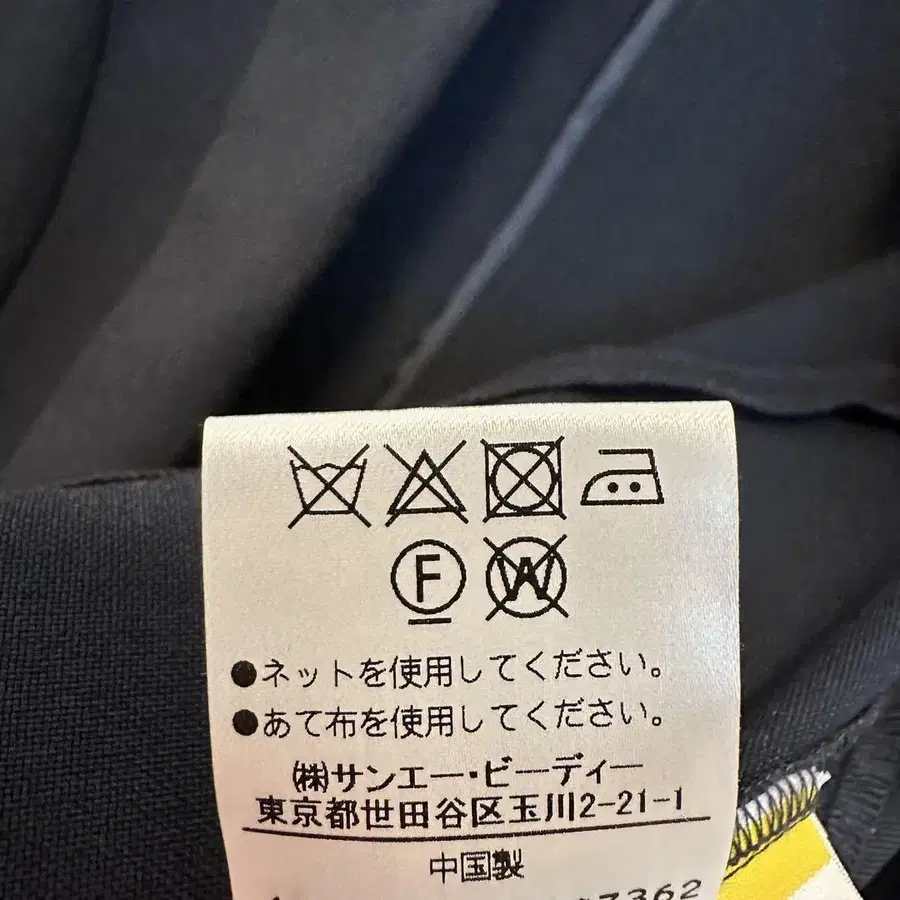 F W
●ネットを使用してください。
●あて布を使用してください。
㈱サンエー・ビーディー
東京都世田谷区玉川2-21-1
中国製
7362